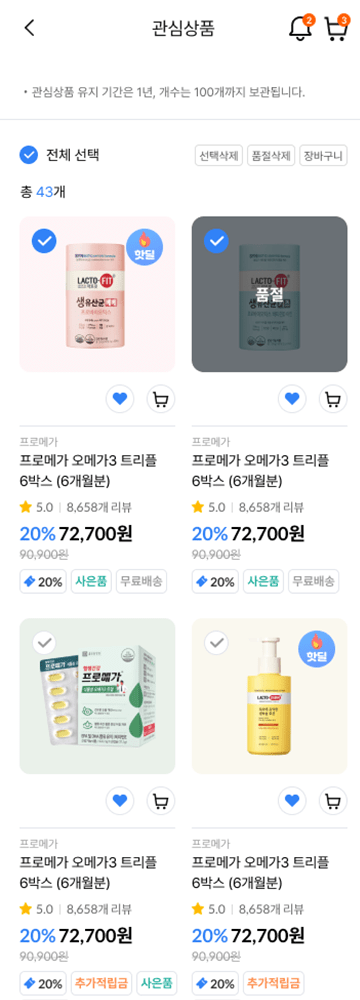 관심상품
2
3
• 관심상품 유지 기간은 1년, 개수는 100개까지 보관됩니다.
전체 선택
선택삭제
품절삭제
장바구니
총 43개
핫딜
LACTO-FIT
생유산균
품절
프로메가
프로메가 오메가3 트리플
6박스 (6개월분)
5.0 | 8,658개 리뷰
20% 72,700원
90,900원
20%
사은품
무료배송
프로메가
프로메가 오메가3 트리플
6박스 (6개월분)
5.0 | 8,658개 리뷰
20% 72,700원
90,900원
20%
사은품
무료배송
프로메가
핫딜
LACTO-FIT
프로메가
프로메가 오메가3 트리플
6박스 (6개월분)
5.0 | 8,658개 리뷰
20% 72,700원
90,900원
20%
추가적립금
사은품
프로메가
프로메가 오메가3 트리플
6박스 (6개월분)
5.0 | 8,658개 리뷰
20% 72,700원
90,900원
20%
추가적립금